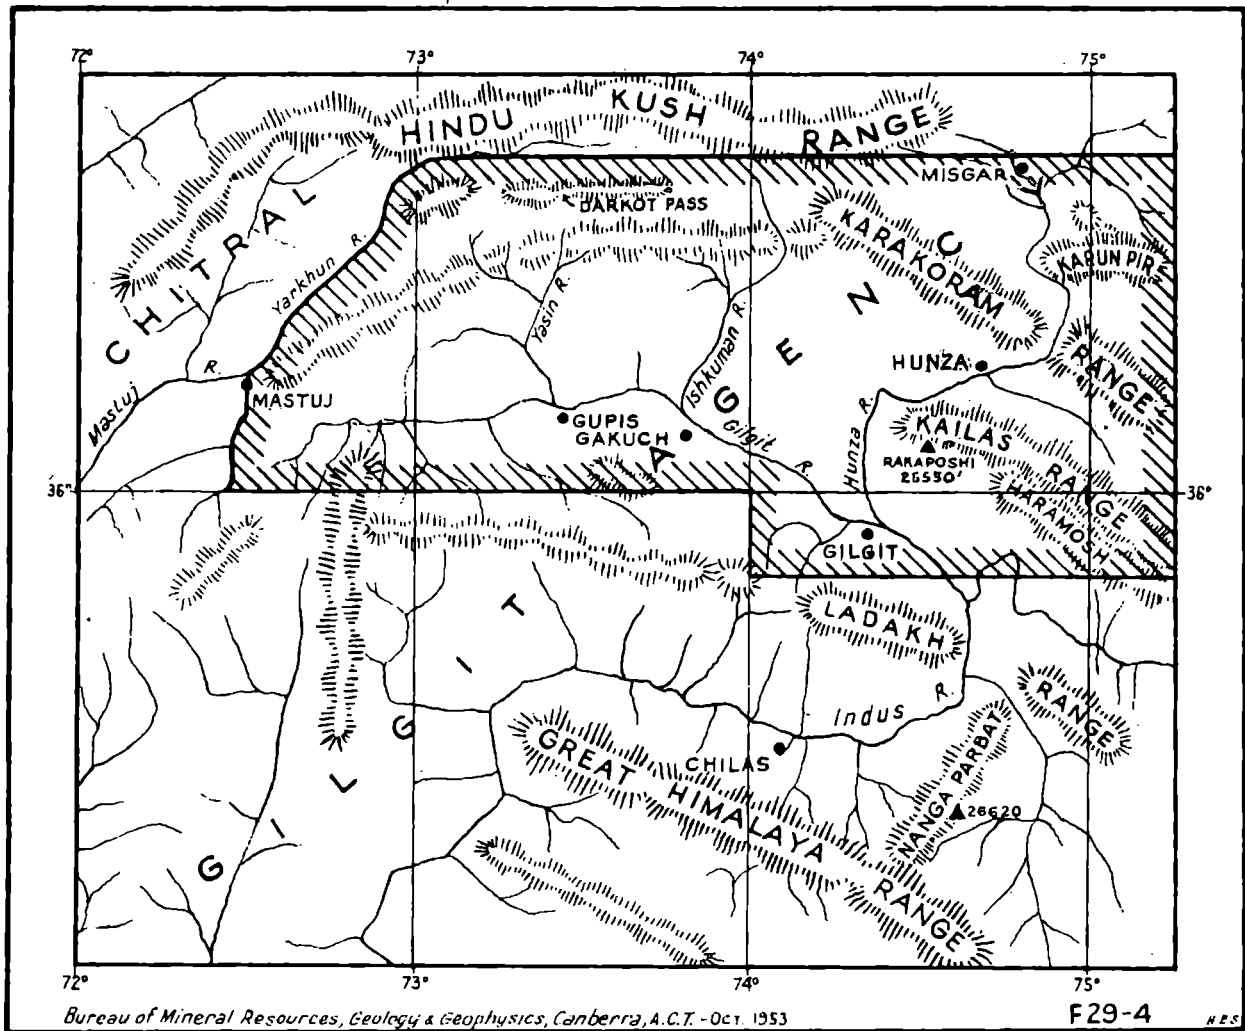 72° 73° 74° 75°
HINDU KUSH RANGE
MISGAR
DARKOT PASS
CHITRAL
Yarkhun R.
KARAKORAM
KARUN PIR
Yasin R.
Ishkuman R.
RANGE
HUNZA
Mastuj R.
MASTUJ
GUPIS
GAKUCH
Gilgit R.
Hunza R.
KAILAS RANGE
RAKAPOSHI
25550'
HARAMOSH
36° 36°
GILGIT
GILGIT AGENC
LADAKH
RANGE
Indus R.
CHILAS
GREAT HIMALAYA RANGE
NANGA PARBAT
26620
72° 73° 74° 75°
Bureau of Mineral Resources, Geology & Geophysics, Canberra, A.C.T. - Oct. 1953
F29-4
H.E.S